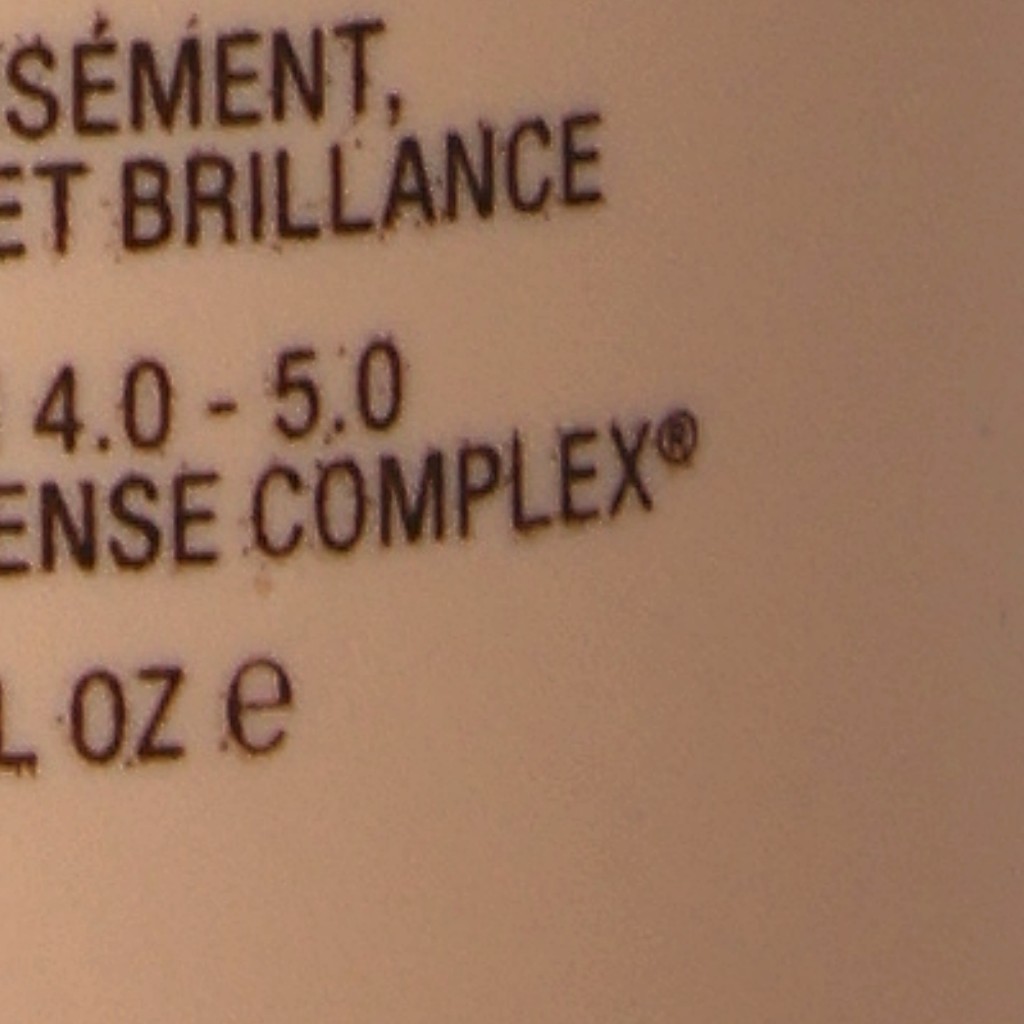 SÉMENT,
ET BRILLANCE
4.0 - 5.0
ENSE COMPLEX®
L OZ e